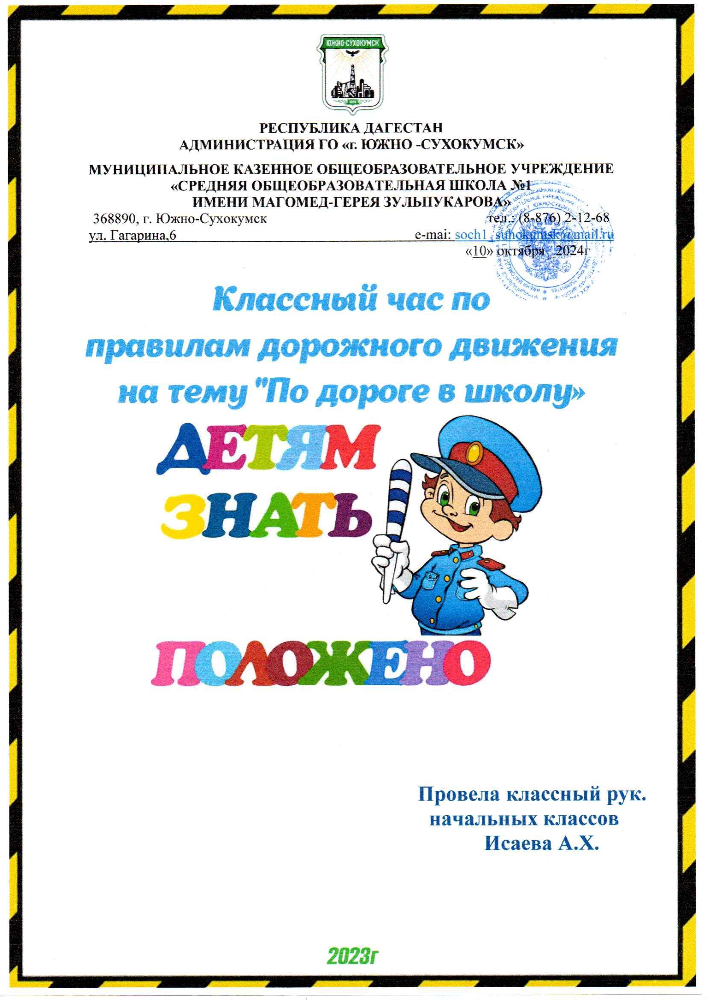 ЮЖНО-СУХОКУМСК
РЕСПУБЛИКА ДАГЕСТАН
АДМИНИСТРАЦИЯ ГО «г. ЮЖНО -СУХОКУМСК»
МУНИЦИПАЛЬНОЕ КАЗЕННОЕ ОБЩЕОБРАЗОВАТЕЛЬНОЕ УЧРЕЖДЕНИЕ
«СРЕДНЯЯ ОБЩЕОБРАЗОВАТЕЛЬНАЯ ШКОЛА №1
ИМЕНИ МАГОМЕД-ГЕРЕЯ ЗУЛЬПУКАРОВА»
368890, г. Южно-Сухокумск тел.: (8-876) 2-12-68
ул. Гагарина,6 e-mai: soch1_suhokumsk@mail.ru
«10» октября _2024г
Классный час по
правилам дорожного движения
на тему "По дороге в школу»
ДЕТЯМ
ЗНАТЬ
ПОЛОЖЕНО
Провела классный рук.
начальных классов
Исаева А.Х.
2023г